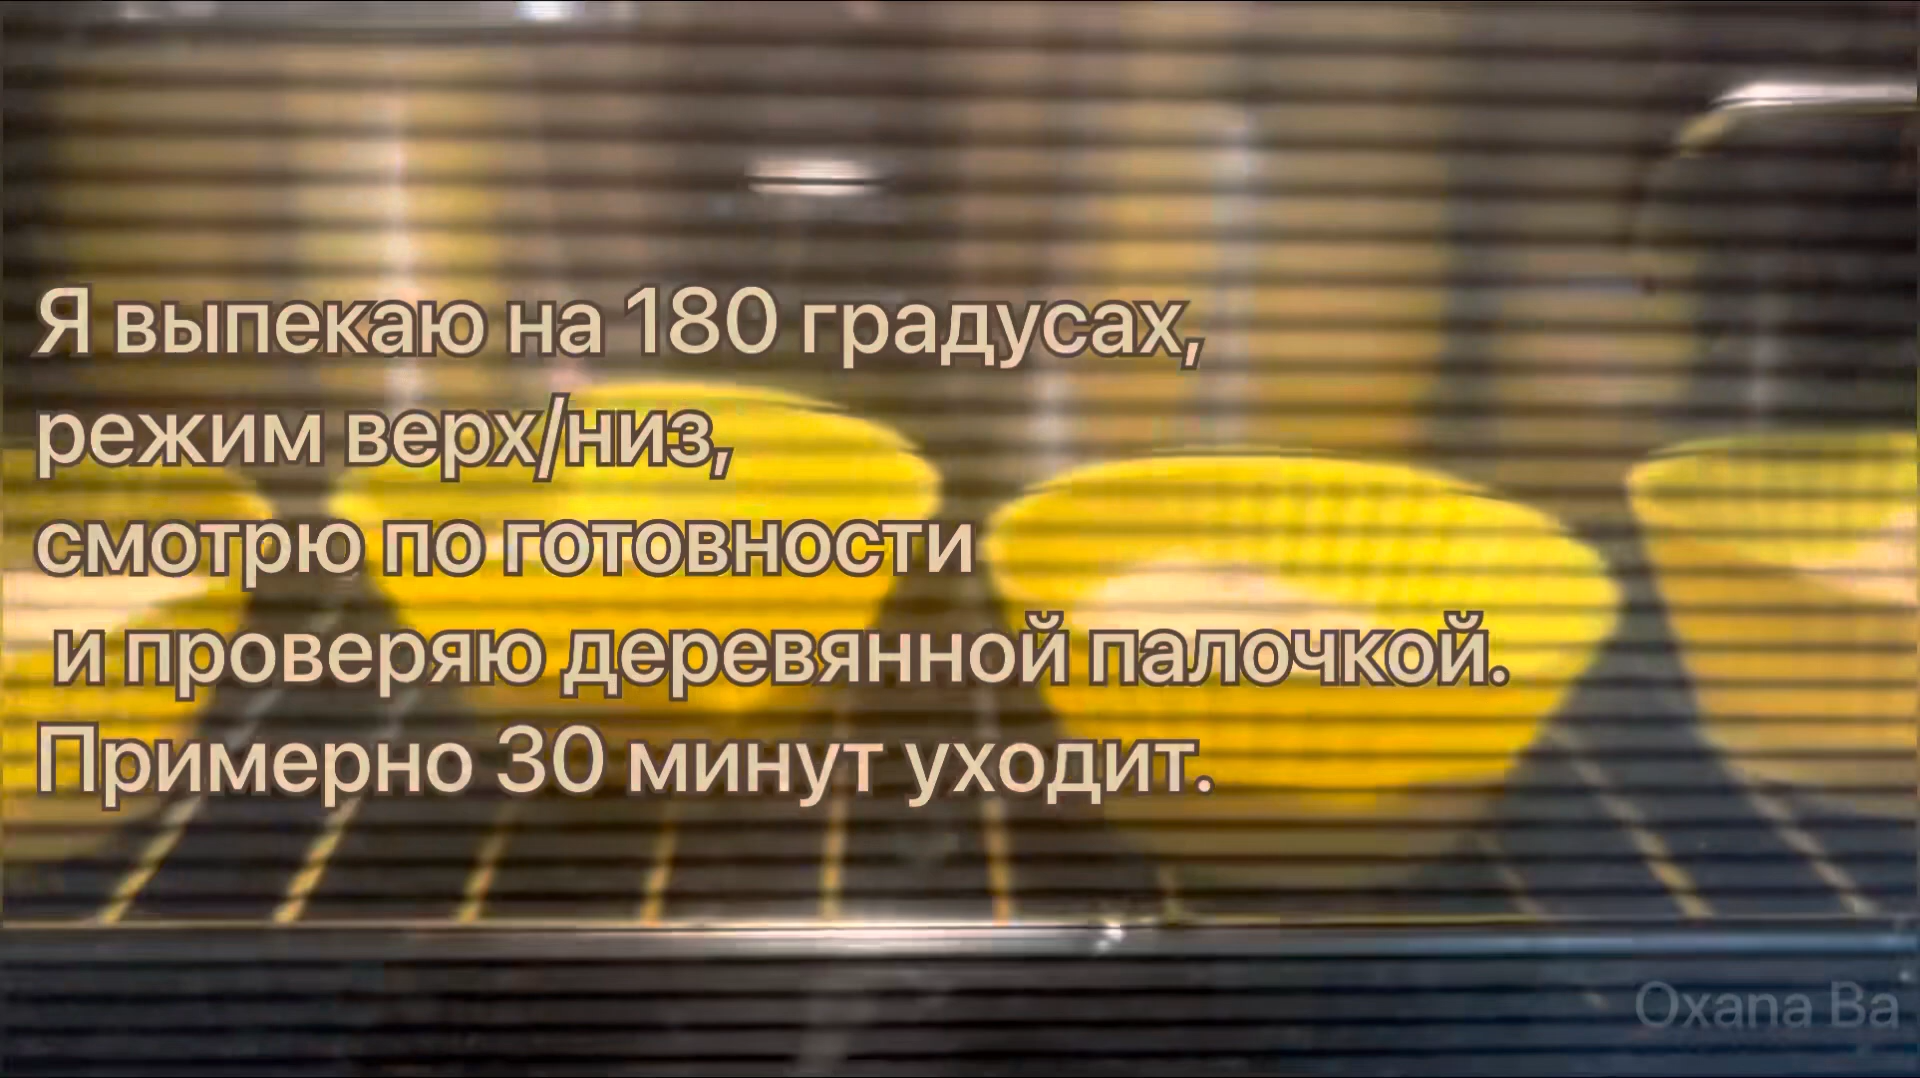 Я выпекаю на 180 градусах,
режим верх/низ,
смотрю по готовности
и проверяю деревянной палочкой.
Примерно 30 минут уходит.
Oxana Ba